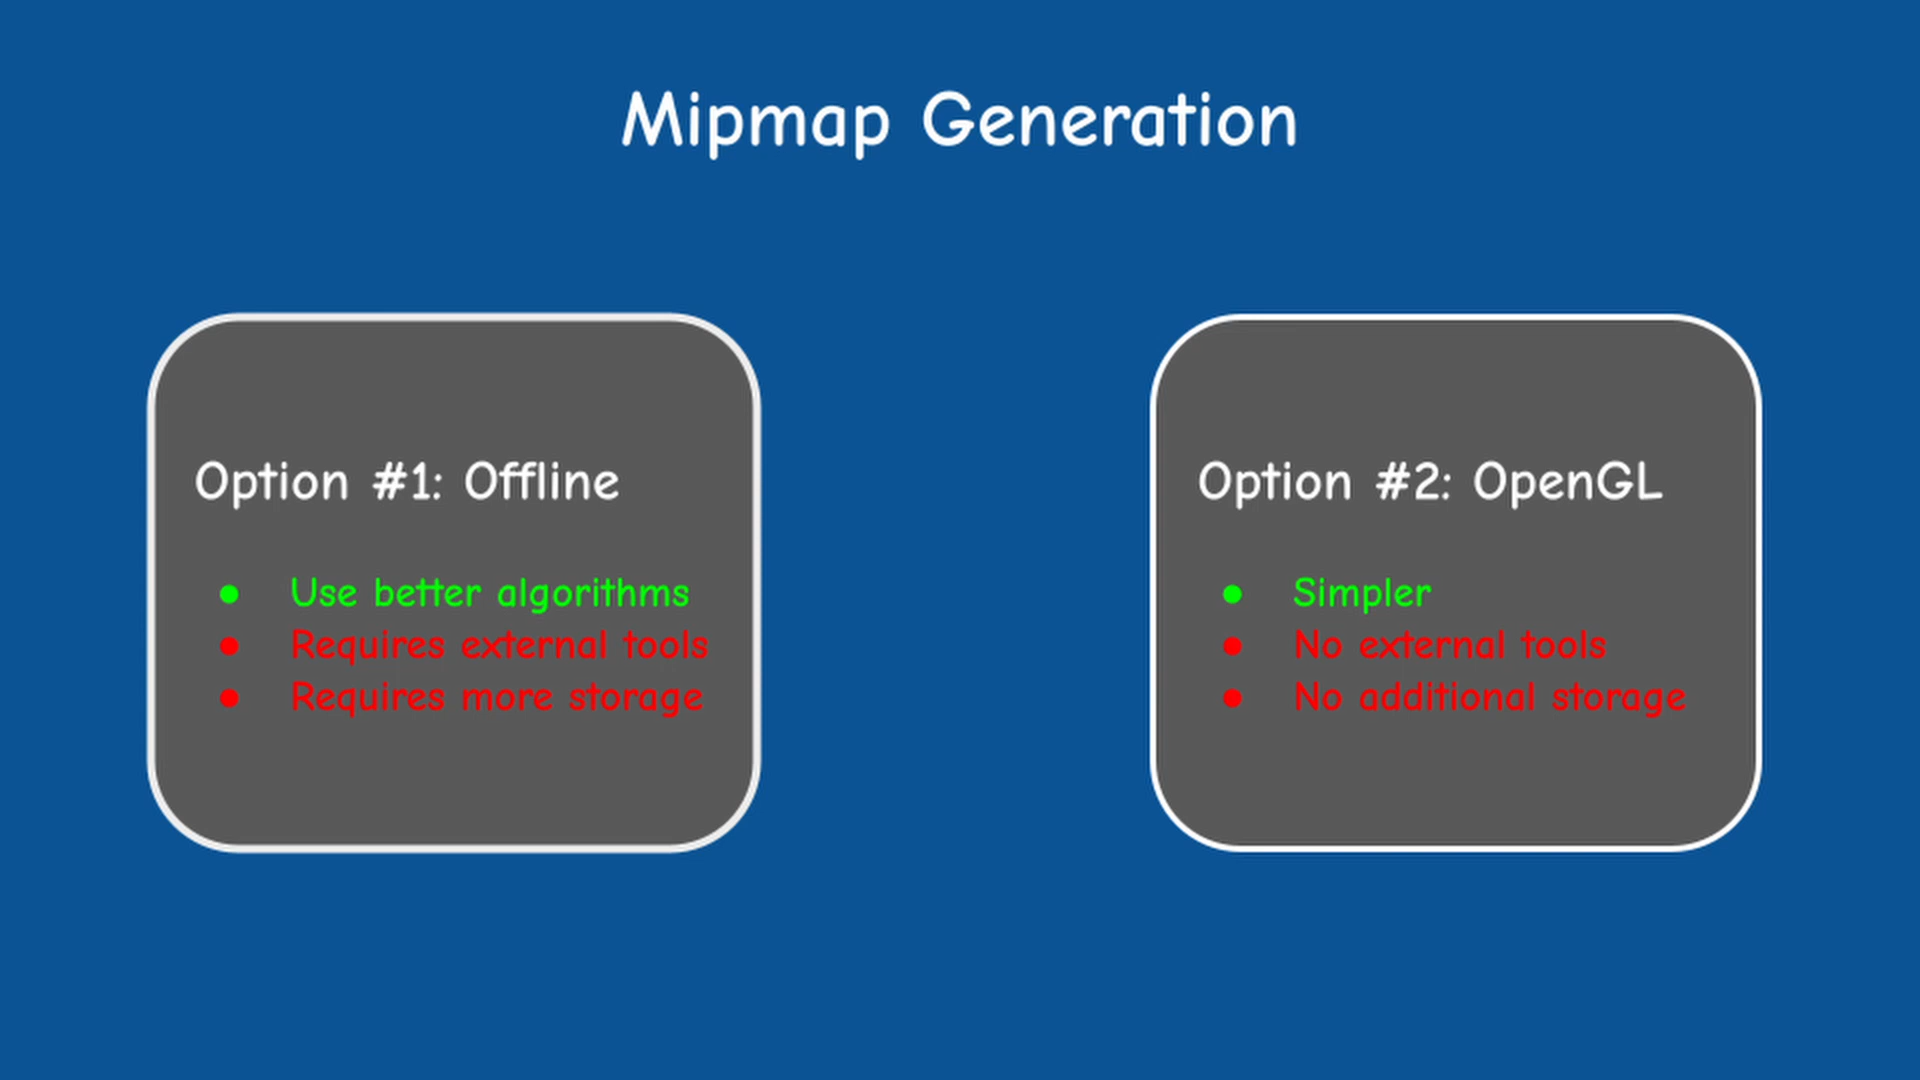 Mipmap Generation
Option #1: Offline
● Use better algorithms
● Requires external tools
● Requires more storage
Option #2: OpenGL
● Simpler
● No external tools
● No additional storage